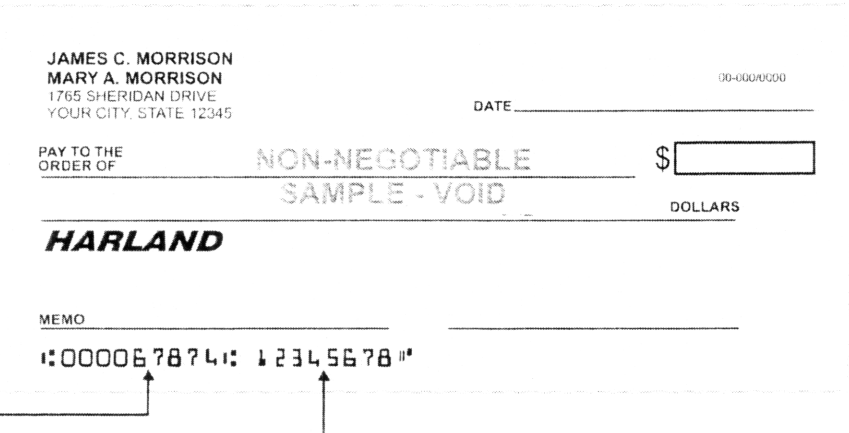 JAMES C. MORRISON
MARY A. MORRISON
1765 SHERIDAN DRIVE
YOUR CITY, STATE 12345
00-000/0000
DATE
PAY TO THE
ORDER OF
NON-NEGOTIABLE
$
SAMPLE - VOID
DOLLARS
HARLAND
MEMO
⑆000067874⑆ 12345678⑈